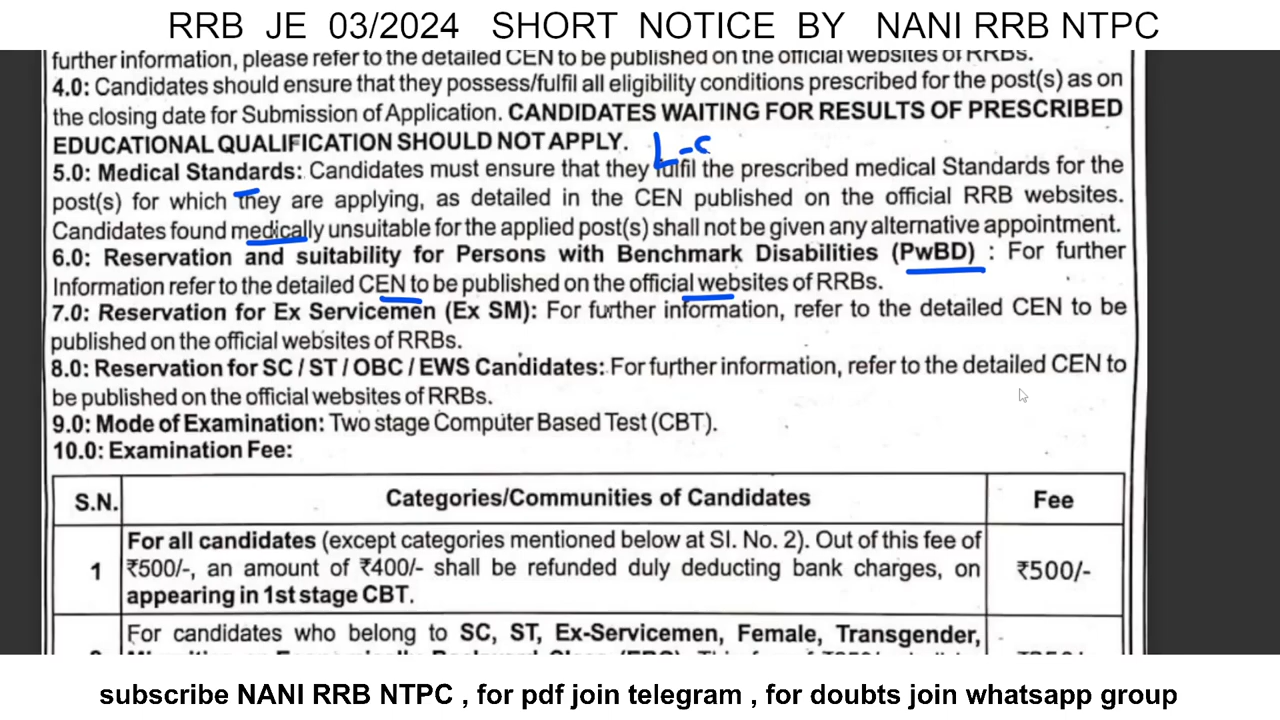 RRB JE 03/2024 SHORT NOTICE BY NANI RRB NTPC
further information, please refer to the detailed CEN to be published on the official websites of RRBs.
4.0: Candidates should ensure that they possess/fulfil all eligibility conditions prescribed for the post(s) as on
the closing date for Submission of Application. CANDIDATES WAITING FOR RESULTS OF PRESCRIBED
EDUCATIONAL QUALIFICATION SHOULD NOT APPLY.
L-C
5.0: Medical Standards: Candidates must ensure that they fulfil the prescribed medical Standards for the
post(s) for which they are applying, as detailed in the CEN published on the official RRB websites.
Candidates found medically unsuitable for the applied post(s) shall not be given any alternative appointment.
6.0: Reservation and suitability for Persons with Benchmark Disabilities (PwBD) : For further
Information refer to the detailed CEN to be published on the official websites of RRBs.
7.0: Reservation for Ex Servicemen (Ex SM): For further information, refer to the detailed CEN to be
published on the official websites of RRBs.
8.0: Reservation for SC / ST / OBC / EWS Candidates: For further information, refer to the detailed CEN to
be published on the official websites of RRBs.
9.0: Mode of Examination: Two stage Computer Based Test (CBT).
10.0: Examination Fee:
S.N. Categories/Communities of Candidates Fee
For all candidates (except categories mentioned below at Sl. No. 2). Out of this fee of
1 ₹500/-, an amount of ₹400/- shall be refunded duly deducting bank charges, on ₹500/-
appearing in 1st stage CBT.
For candidates who belong to SC, ST, Ex-Servicemen, Female, Transgender,
subscribe NANI RRB NTPC , for pdf join telegram , for doubts join whatsapp group